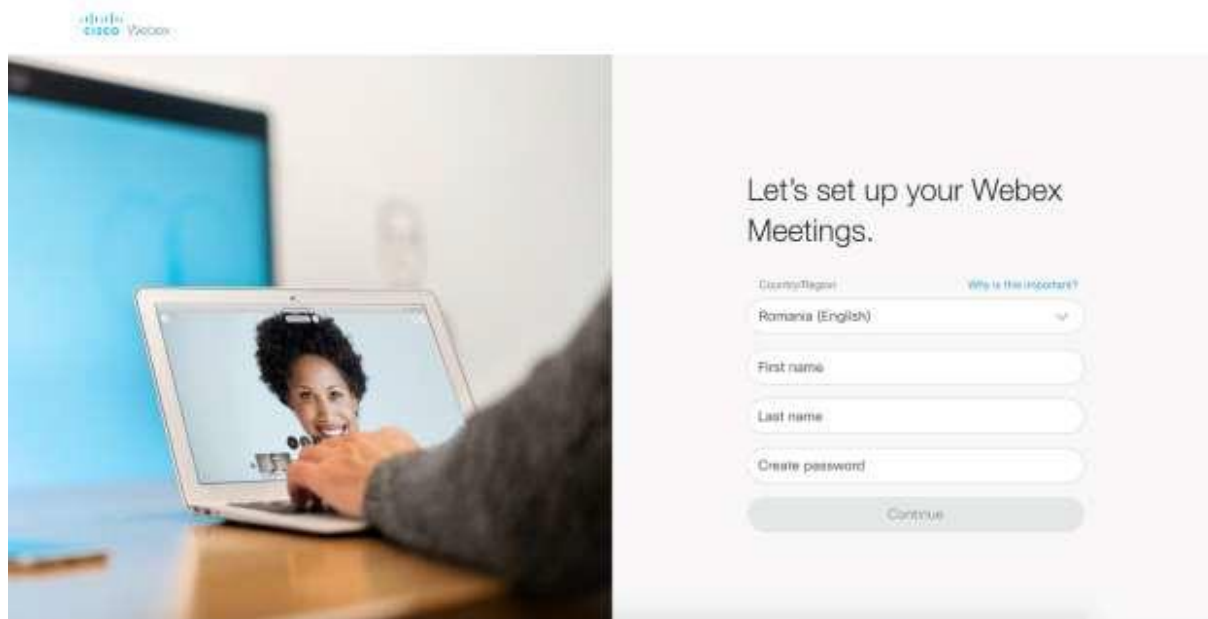 cisco Webex
Let's set up your Webex
Meetings.
Country/Region
Why is this important?
Romania (English)
First name
Last name
Create password
Continue